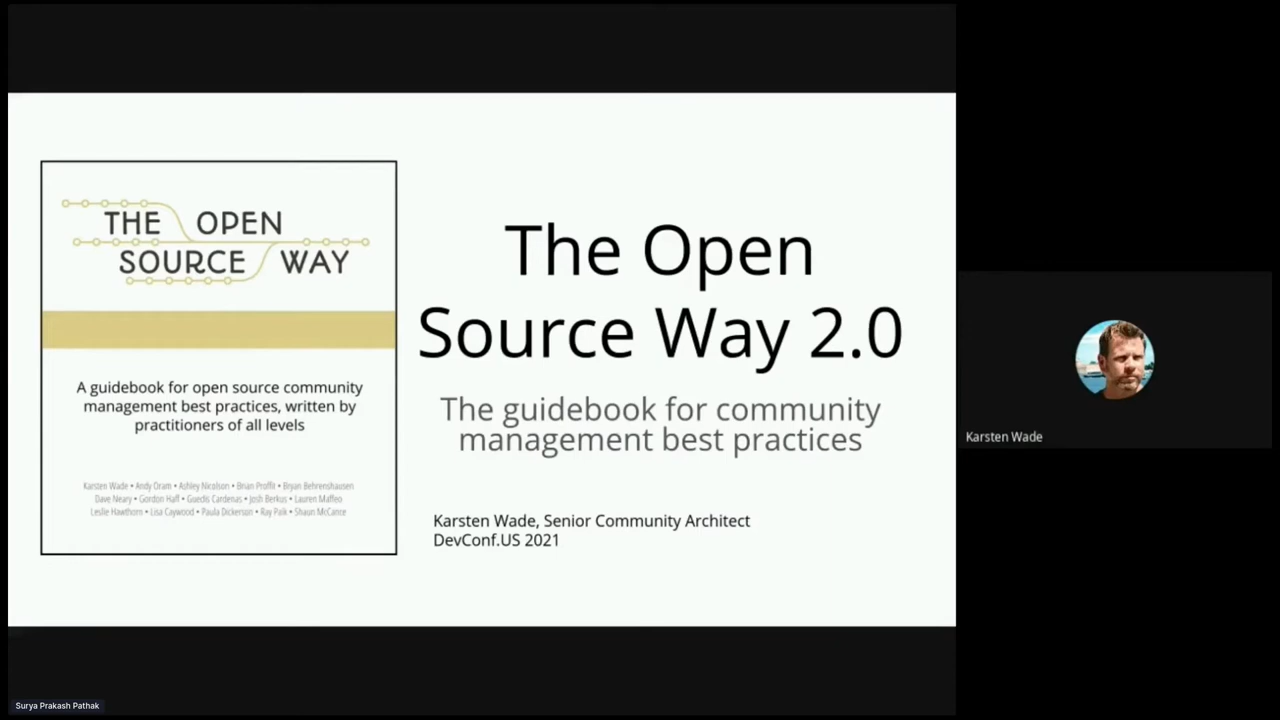 THE OPEN
SOURCE WAY
A guidebook for open source community
management best practices, written by
practitioners of all levels
Karsten Wade • Andy Oram • Ashley Nicolson • Brian Proffit • Bryan Behrenshausen
Dave Neary • Gordon Haff • Guedis Cardenas • Josh Berkus • Lauren Maffeo
Leslie Hawthorn • Lisa Caywood • Paula Dickerson • Ray Paik • Shaun McCance
The Open
Source Way 2.0
The guidebook for community
management best practices
Karsten Wade, Senior Community Architect
DevConf.US 2021
Karsten Wade
Surya Prakash Pathak